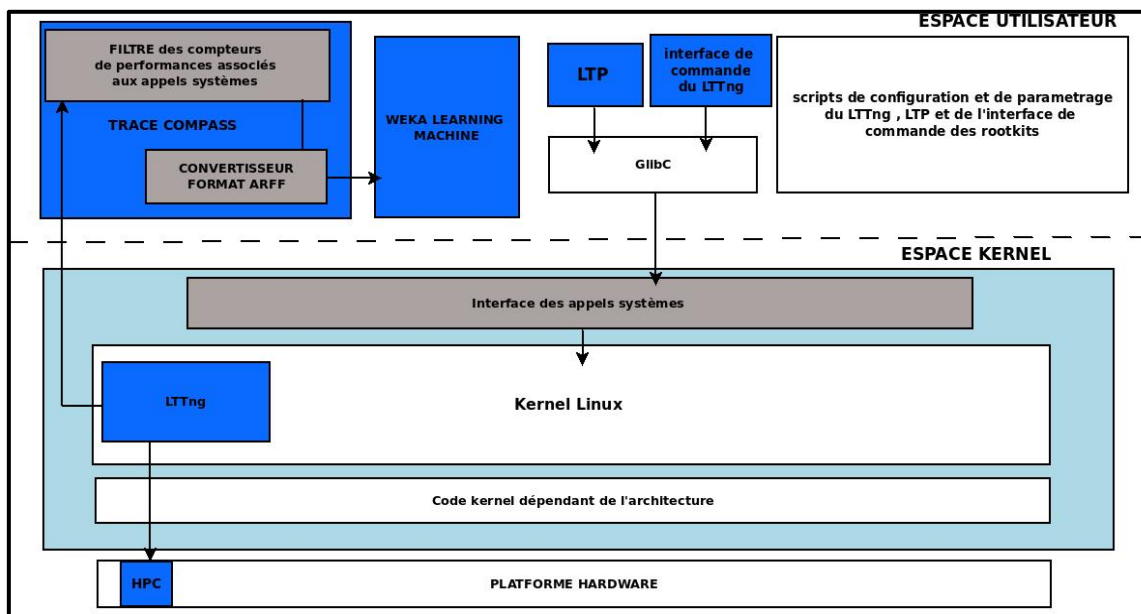 ESPACE UTILISATEUR
FILTRE des compteurs
de performances associés
aux appels systèmes
TRACE COMPASS
CONVERTISSEUR
FORMAT ARFF
WEKA LEARNING
MACHINE
LTP
interface de
commande
du LTTng
GlibC
scripts de configuration et de parametrage
du LTTng , LTP et de l'interface de
commande des rootkits
ESPACE KERNEL
Interface des appels systèmes
LTTng
Kernel Linux
Code kernel dépendant de l'architecture
HPC
PLATFORME HARDWARE